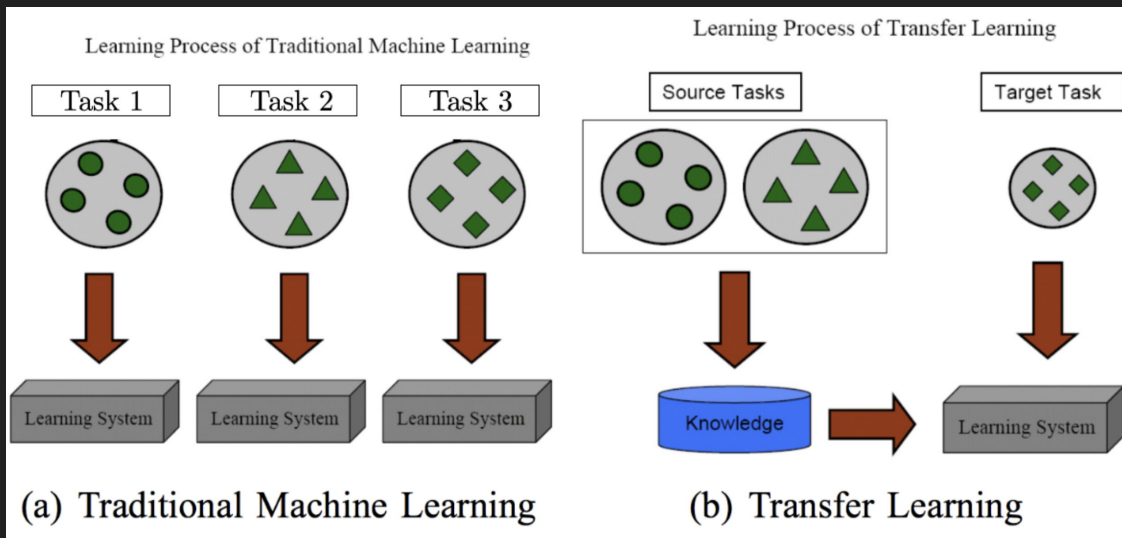 Learning Process of Traditional Machine Learning
Task 1
Task 2
Task 3
Learning System
Learning System
Learning System
(a) Traditional Machine Learning
Learning Process of Transfer Learning
Source Tasks
Target Task
Knowledge
Learning System
(b) Transfer Learning